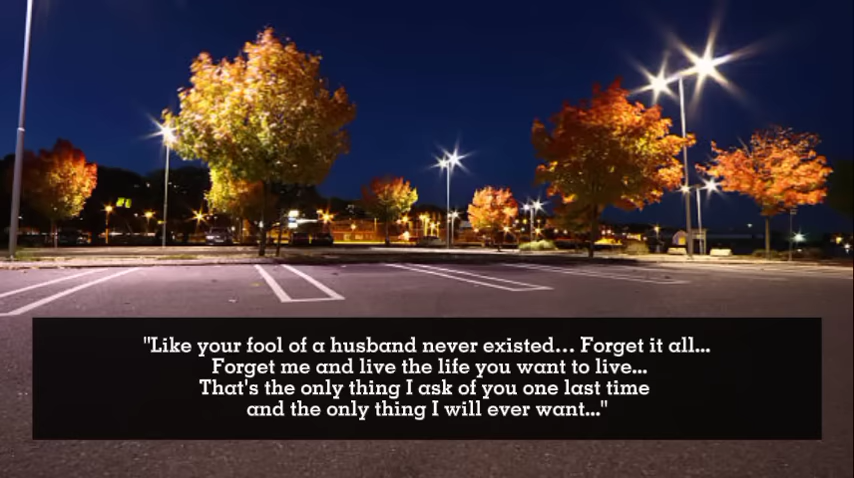 "Like your fool of a husband never existed... Forget it all...
Forget me and live the life you want to live...
That's the only thing I ask of you one last time
and the only thing I will ever want..."